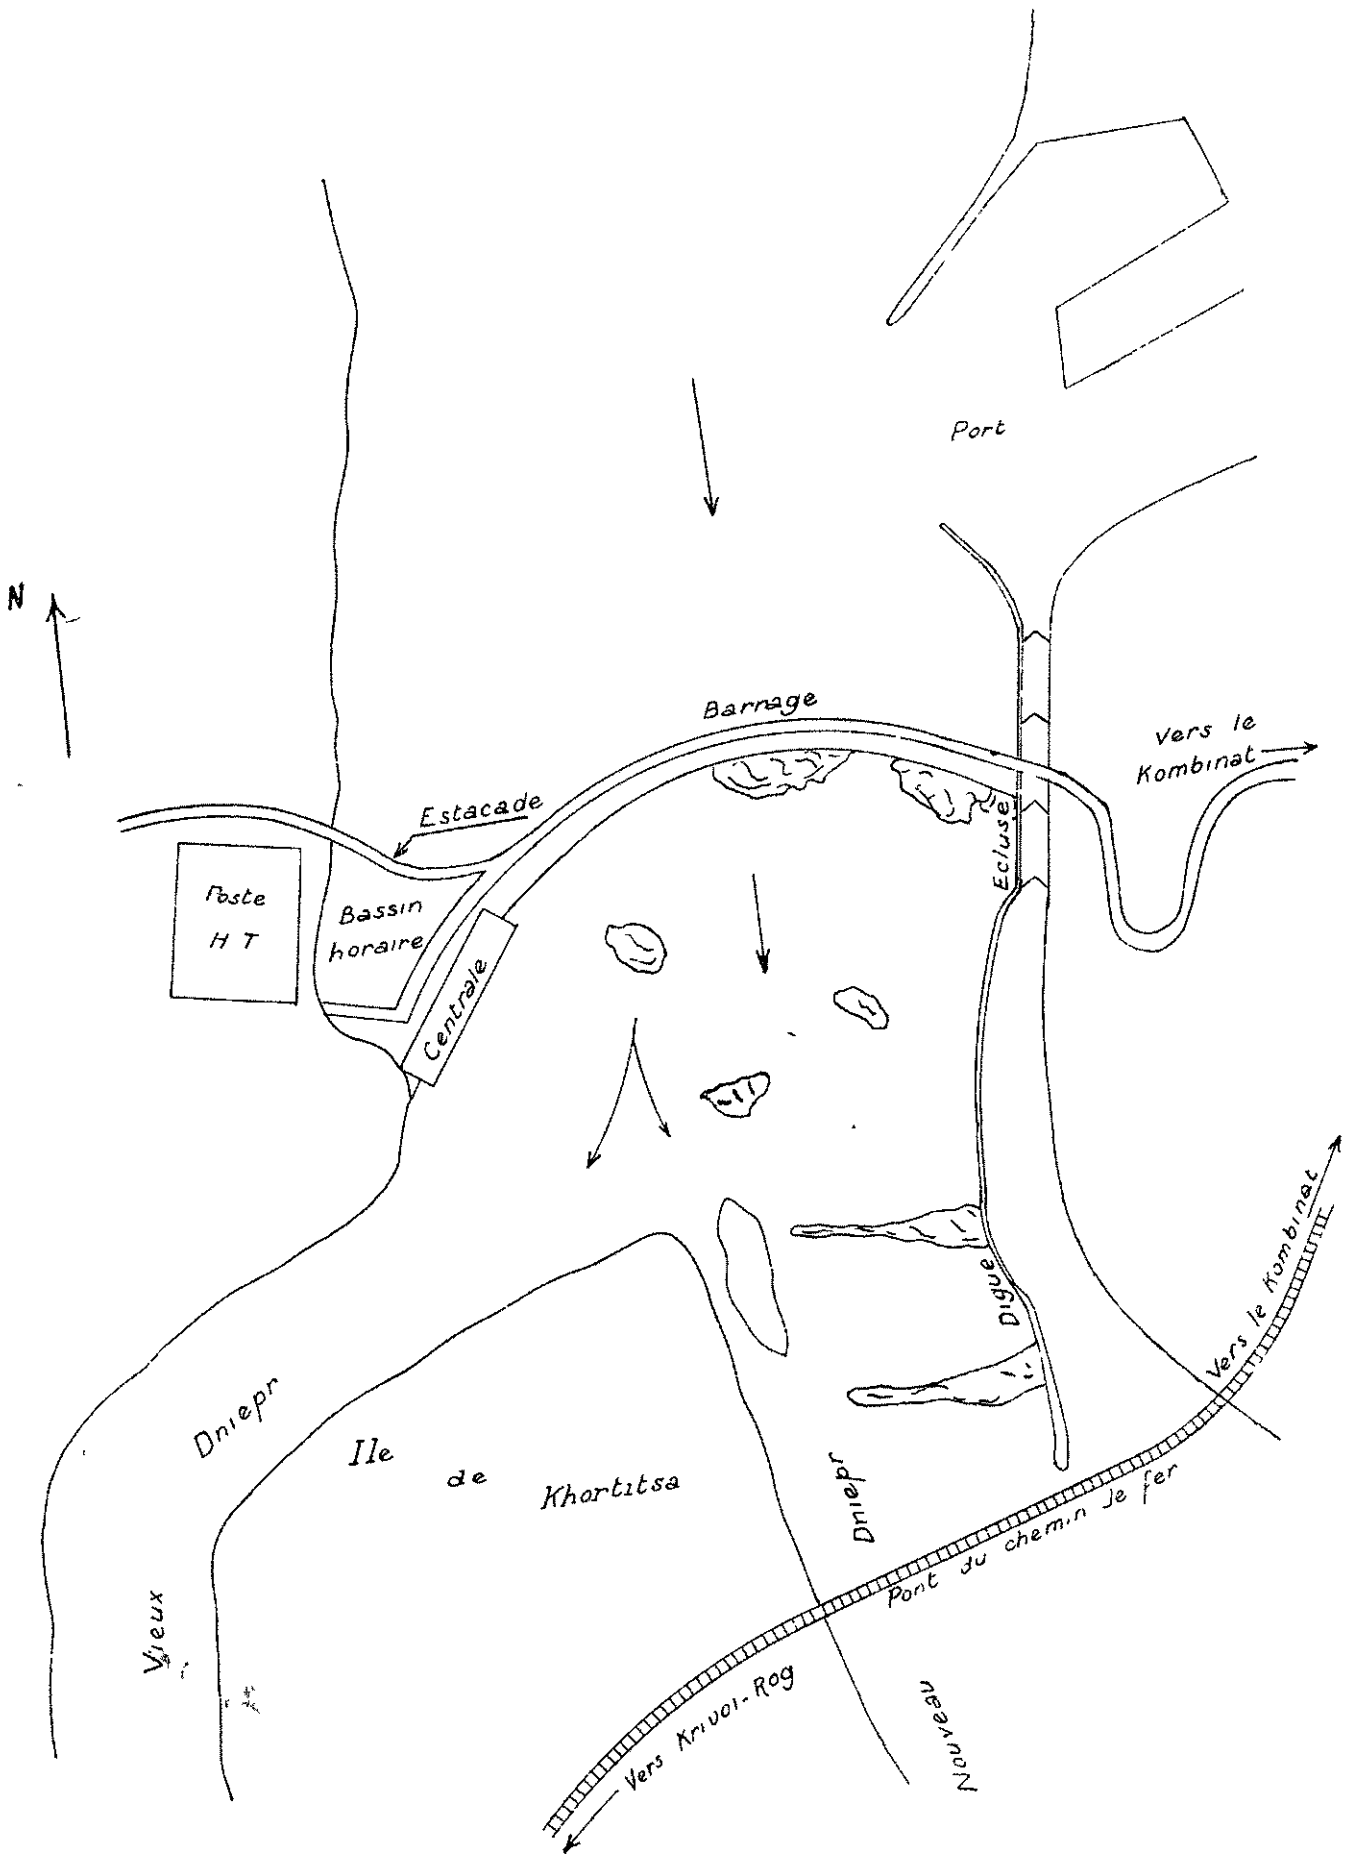 Port
N
Barrage
Vers le
Kombinat
Estacade
Ecluse
Poste
H T
Bassin
horaire
Centrale
Vers le Kombinat
Digue
Dniepr
Ile de Khortitsa
Dniepr
Pont du chemin de fer
Vieux
Vers Krivoi-Rog
Nouveau